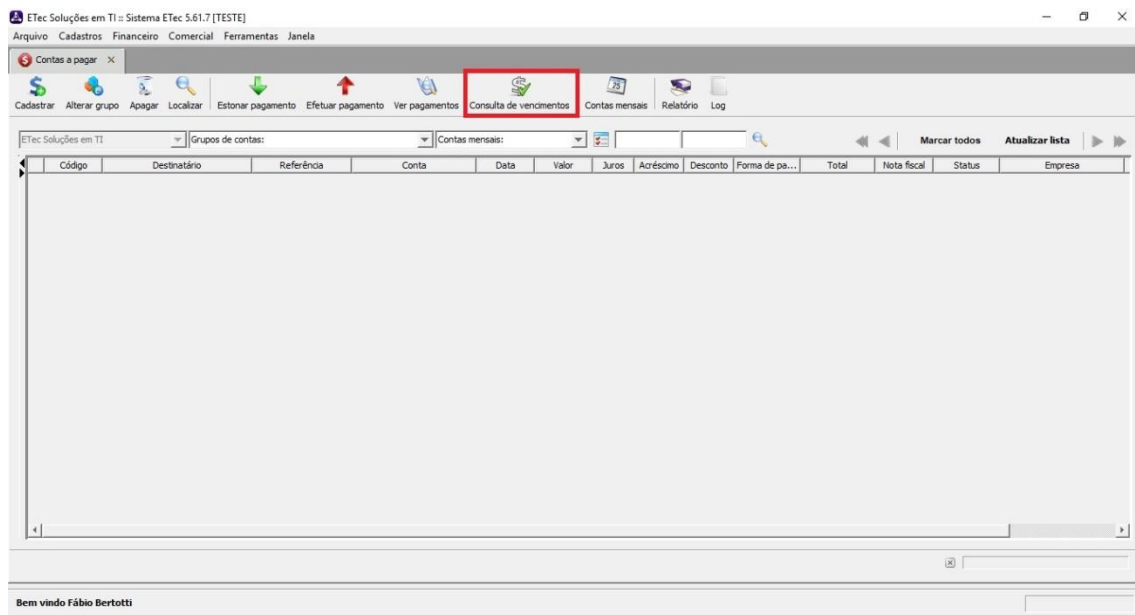 ETec Soluções em TI :: Sistema ETec 5.61.7 [TESTE]
Arquivo Cadastros Financeiro Comercial Ferramentas Janela
Contas a pagar
Cadastrar Alterar grupo Apagar Localizar Estonar pagamento Efetuar pagamento Ver pagamentos Consulta de vencimentos Contas mensais Relatório Log
ETec Soluções em TI Grupos de contas: Contas mensais: Marcar todos Atualizar lista
Código Destinatário Referência Conta Data Valor Juros Acréscimo Desconto Forma de pa... Total Nota fiscal Status Empresa
Bem vindo Fábio Bertotti